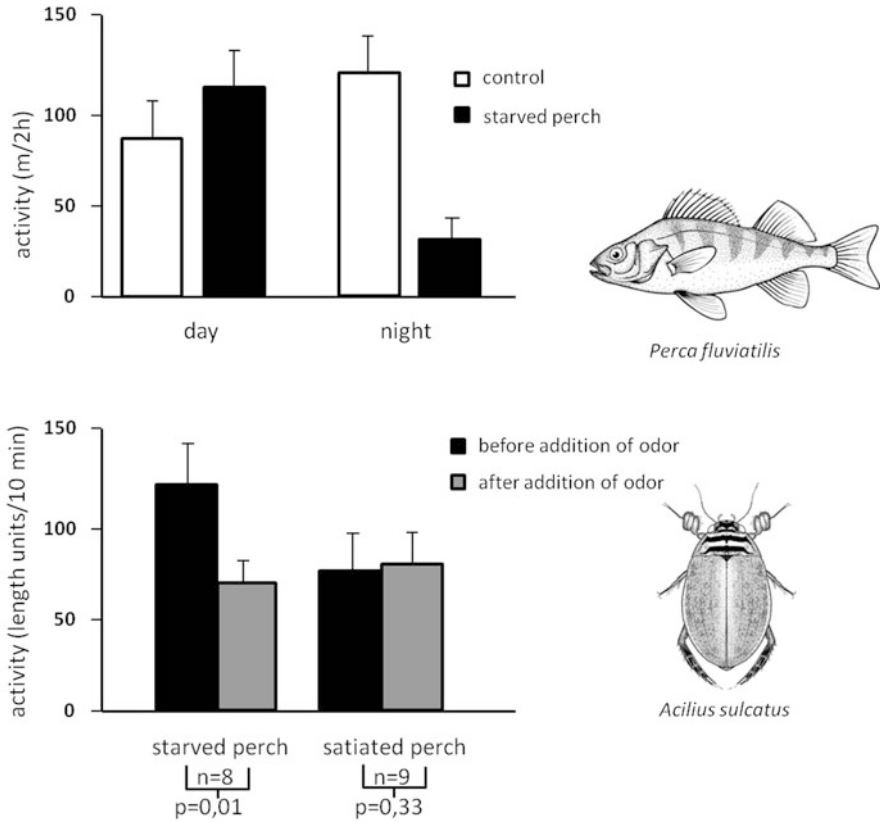 150
100
50
0
activity (m/2h)
control
starved perch
day
night
Perca fluviatilis
150
100
50
0
activity (length units/10 min)
before addition of odor
after addition of odor
starved perch
satiated perch
n=8
n=9
p=0,01
p=0,33
Acilius sulcatus